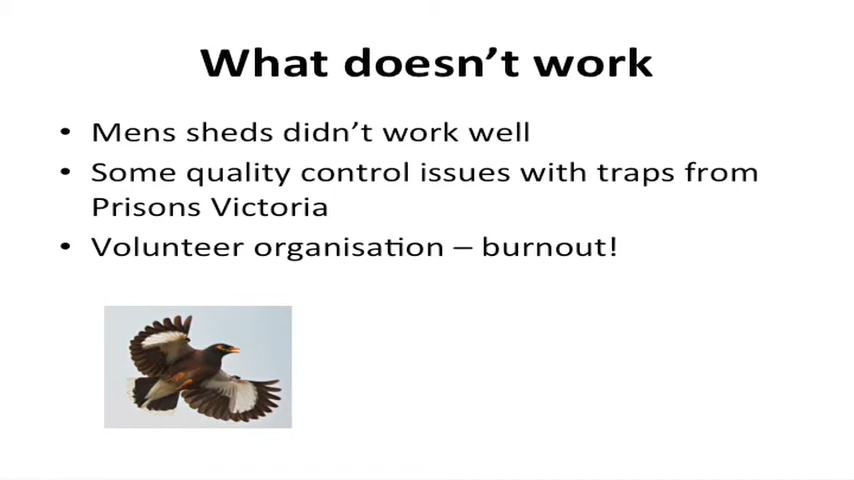 What doesn’t work
• Mens sheds didn’t work well
• Some quality control issues with traps from
Prisons Victoria
• Volunteer organisation – burnout!